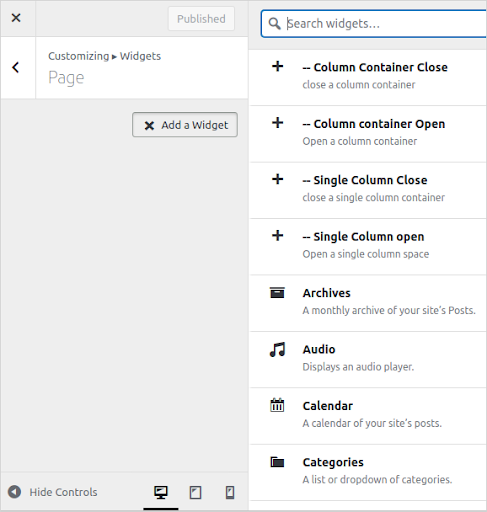 Published
Customizing ▸ Widgets
Page
Add a Widget
Hide Controls
Search widgets…
-- Column Container Close
close a column container
-- Column container Open
Open a column container
-- Single Column Close
close a single column container
-- Single Column open
Open a single column space
Archives
A monthly archive of your site's Posts.
Audio
Displays an audio player.
Calendar
A calendar of your site's posts.
Categories
A list or dropdown of categories.